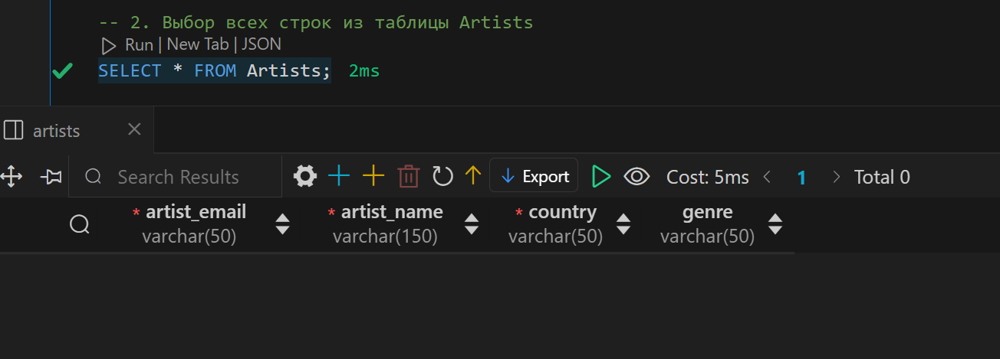 -- 2. Выбор всех строк из таблицы Artists
Run | New Tab | JSON
SELECT * FROM Artists; 2ms
artists
Search Results Export Cost: 5ms 1 Total 0
* artist_email * artist_name * country genre
varchar(50) varchar(150) varchar(50) varchar(50)